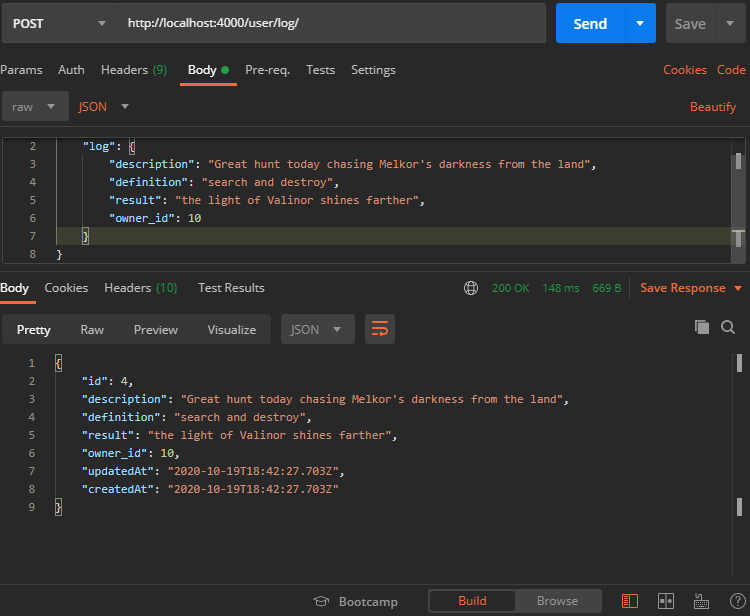 POST http://localhost:4000/user/log/ Send Save
Params Auth Headers (9) Body Pre-req. Tests Settings Cookies Code
raw JSON Beautify
2 "log": {
3 "description": "Great hunt today chasing Melkor's darkness from the land",
4 "definition": "search and destroy",
5 "result": "the light of Valinor shines farther",
6 "owner_id": 10
7 }
8 }
Body Cookies Headers (10) Test Results 200 OK 148 ms 669 B Save Response
Pretty Raw Preview Visualize JSON
1 {
2 "id": 4,
3 "description": "Great hunt today chasing Melkor's darkness from the land",
4 "definition": "search and destroy",
5 "result": "the light of Valinor shines farther",
6 "owner_id": 10,
7 "updatedAt": "2020-10-19T18:42:27.703Z",
8 "createdAt": "2020-10-19T18:42:27.703Z"
9 }
Bootcamp Build Browse ?